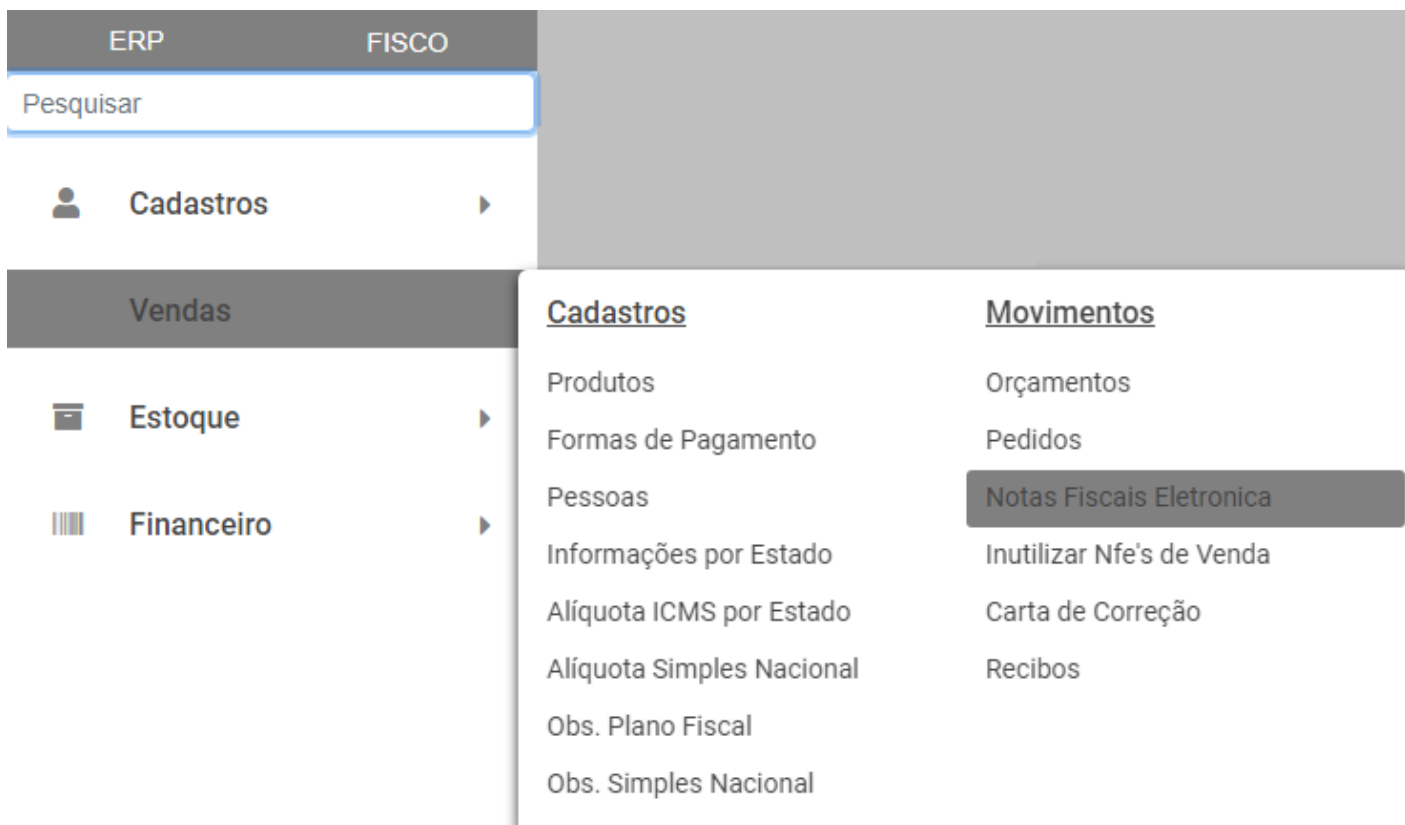 ERP FISCO
Pesquisar
Cadastros
Vendas
Estoque
Financeiro
Cadastros
Produtos
Formas de Pagamento
Pessoas
Informações por Estado
Alíquota ICMS por Estado
Alíquota Simples Nacional
Obs. Plano Fiscal
Obs. Simples Nacional
Movimentos
Orçamentos
Pedidos
Notas Fiscais Eletronica
Inutilizar Nfe's de Venda
Carta de Correção
Recibos